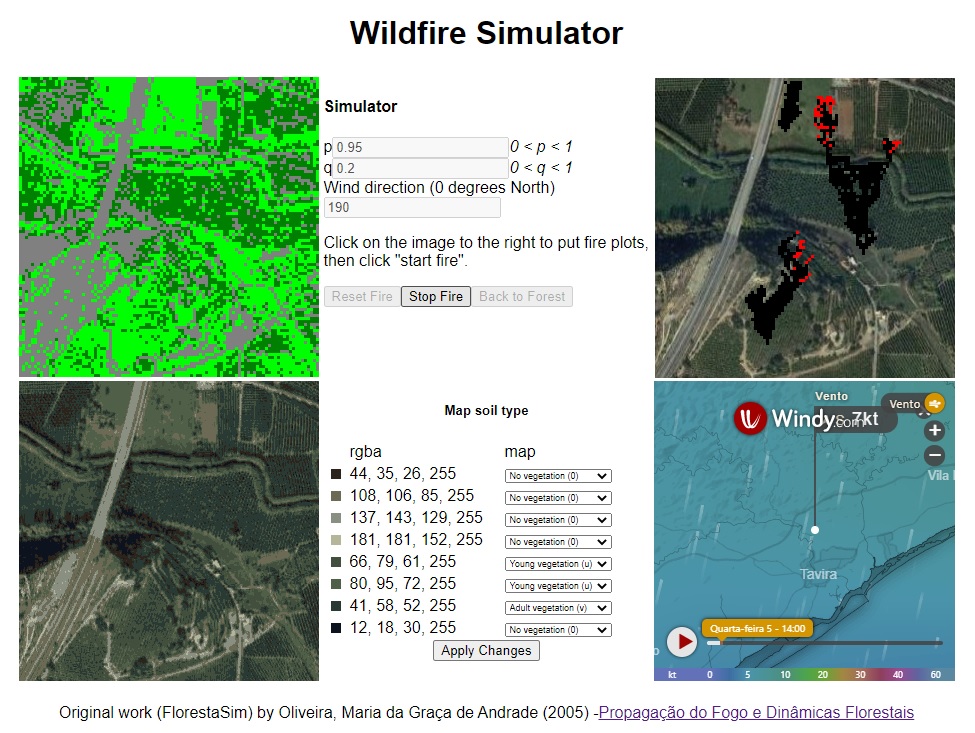 Wildfire Simulator
Simulator
p 0.95 0 < p < 1
q 0.2 0 < q < 1
Wind direction (0 degrees North)
190
Click on the image to the right to put fire plots,
then click "start fire".
Reset Fire Stop Fire Back to Forest
Map soil type
rgba map
44, 35, 26, 255 No vegetation (0)
108, 106, 85, 255 No vegetation (0)
137, 143, 129, 255 No vegetation (0)
181, 181, 152, 255 No vegetation (0)
66, 79, 61, 255 Young vegetation (u)
80, 95, 72, 255 Young vegetation (u)
41, 58, 52, 255 Adult vegetation (v)
12, 18, 30, 255 No vegetation (0)
Apply Changes
Vento
Vento
Windy.com 7kt
+
−
Vila
Tavira
Quarta-feira 5 - 14:00
kt 0 5 10 20 30 40 60
Original work (FlorestaSim) by Oliveira, Maria da Graça de Andrade (2005) -Propagação do Fogo e Dinâmicas Florestais